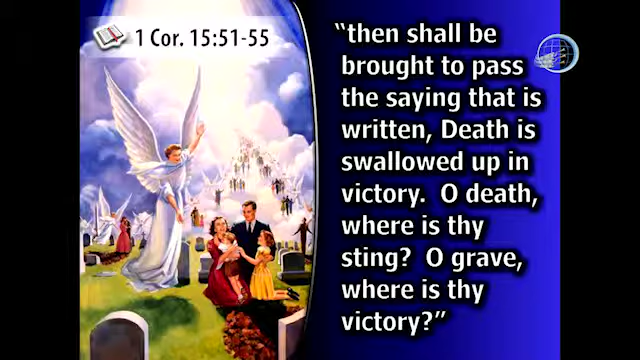 1 Cor. 15:51-55
“then shall be
brought to pass
the saying that is
written, Death is
swallowed up in
victory. O death,
where is thy
sting? O grave,
where is thy
victory?”